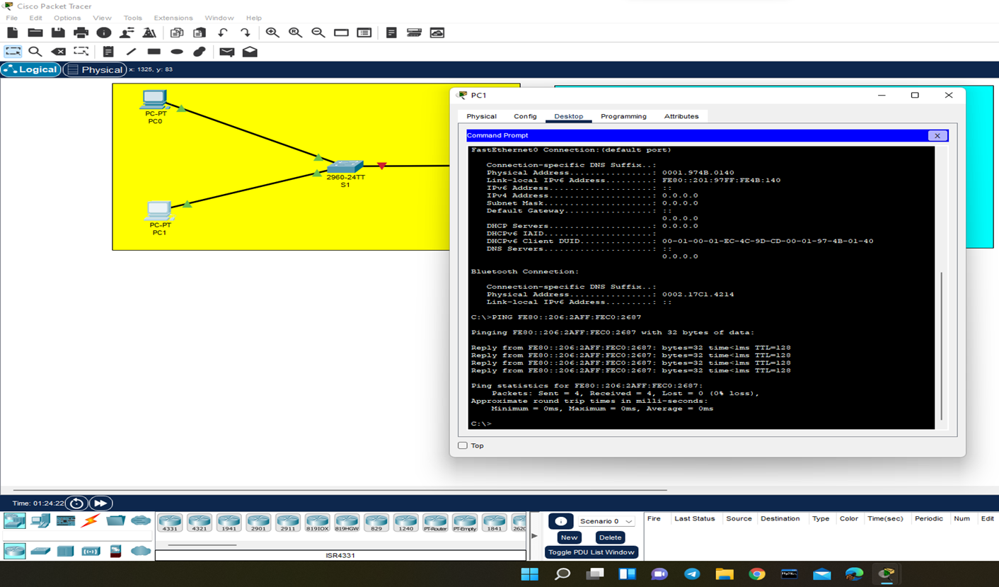 Cisco Packet Tracer
File Edit Options View Tools Extensions Window Help
Logical Physical x: 1325, y: 83
PC-PT
PC0
2960-24TT
S1
PC-PT
PC1
PC1
Physical Config Desktop Programming Attributes
Command Prompt X
FastEthernet0 Connection:(default port)
Connection-specific DNS Suffix..:
Physical Address................: 0001.974B.0140
Link-local IPv6 Address.........: FE80::201:97FF:FE4B:140
IPv6 Address....................: ::
IPv4 Address....................: 0.0.0.0
Subnet Mask.....................: 0.0.0.0
Default Gateway.................: ::
0.0.0.0
DHCP Servers....................: 0.0.0.0
DHCPv6 IAID.....................:
DHCPv6 Client DUID..............: 00-01-00-01-EC-4C-9D-CD-00-01-97-4B-01-40
DNS Servers.....................: ::
0.0.0.0
Bluetooth Connection:
Connection-specific DNS Suffix..:
Physical Address................: 0002.17C1.4214
Link-local IPv6 Address.........: ::
C:\>PING FE80::206:2AFF:FEC0:2687
Pinging FE80::206:2AFF:FEC0:2687 with 32 bytes of data:
Reply from FE80::206:2AFF:FEC0:2687: bytes=32 time<1ms TTL=128
Reply from FE80::206:2AFF:FEC0:2687: bytes=32 time<1ms TTL=128
Reply from FE80::206:2AFF:FEC0:2687: bytes=32 time<1ms TTL=128
Reply from FE80::206:2AFF:FEC0:2687: bytes=32 time<1ms TTL=128
Ping statistics for FE80::206:2AFF:FEC0:2687:
Packets: Sent = 4, Received = 4, Lost = 0 (0% loss),
Approximate round trip times in milli-seconds:
Minimum = 0ms, Maximum = 0ms, Average = 0ms
C:\>
Top
Time: 01:24:22
4331 4321 1941 2901 2911 819IOX 819HGW 829 1240 PT-Router PT-Empty 1841 2620
ISR4331
Scenario 0
New Delete
Toggle PDU List Window
Fire Last Status Source Destination Type Color Time(sec) Periodic Num Edit